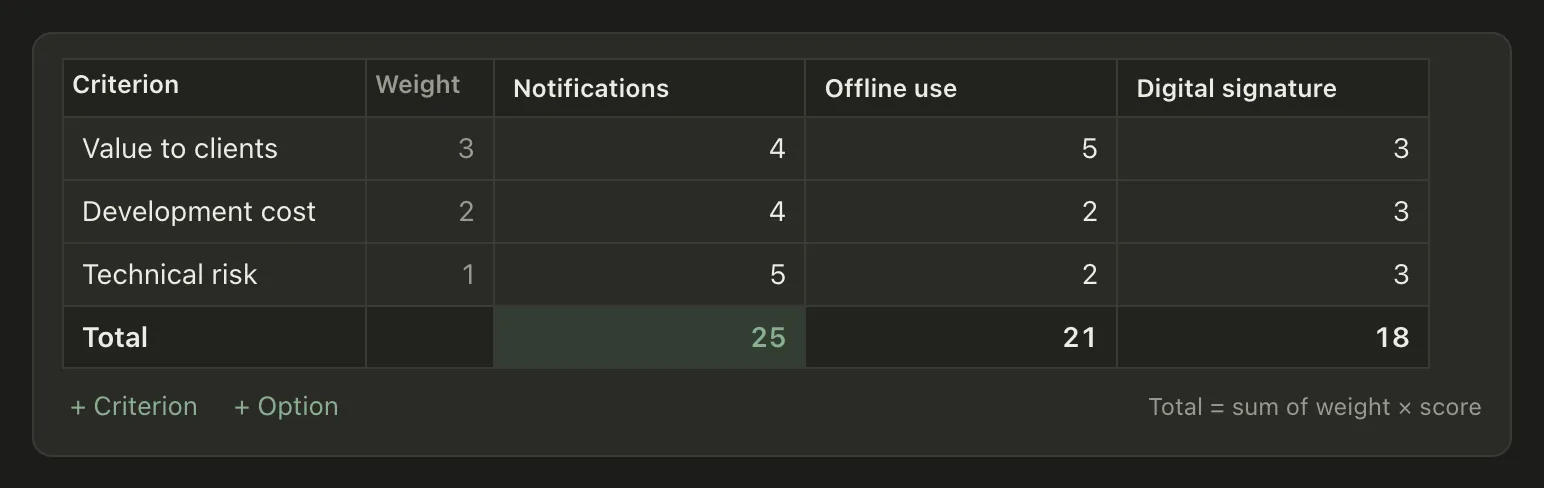 Criterion Weight Notifications Offline use Digital signature
Value to clients 3 4 5 3
Development cost 2 4 2 3
Technical risk 1 5 2 3
Total 25 21 18
+ Criterion + Option Total = sum of weight × score